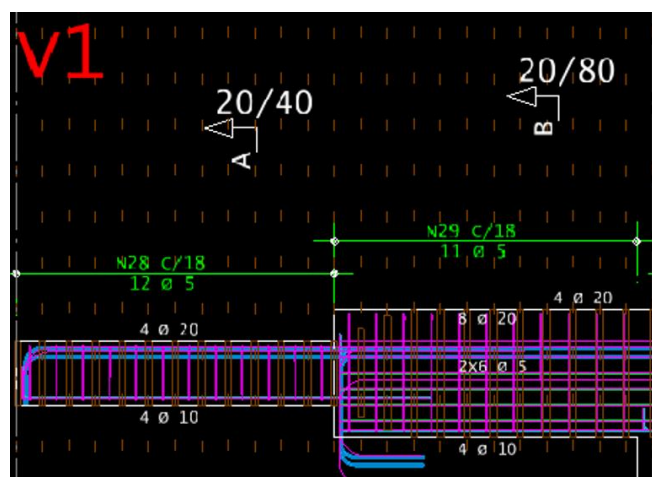 V1
20/80
20/40
B
A
N29 C/18
11 Ø 5
N28 C/18
12 Ø 5
4 Ø 20
8 Ø 20
4 Ø 20
2x6 Ø 5
4 Ø 10
4 Ø 10